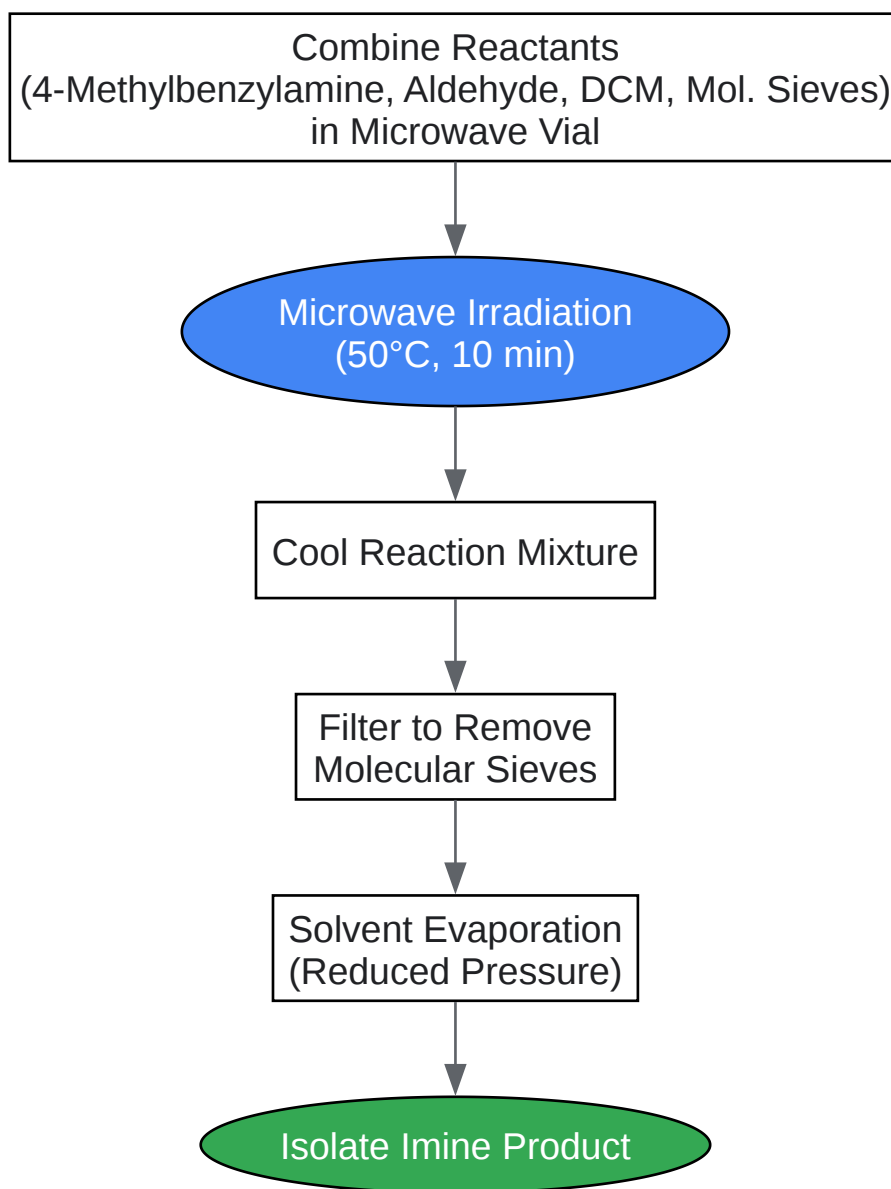 Combine Reactants
(4-Methylbenzylamine, Aldehyde, DCM, Mol. Sieves)
in Microwave Vial
Microwave Irradiation
(50°C, 10 min)
Cool Reaction Mixture
Filter to Remove
Molecular Sieves
Solvent Evaporation
(Reduced Pressure)
Isolate Imine Product